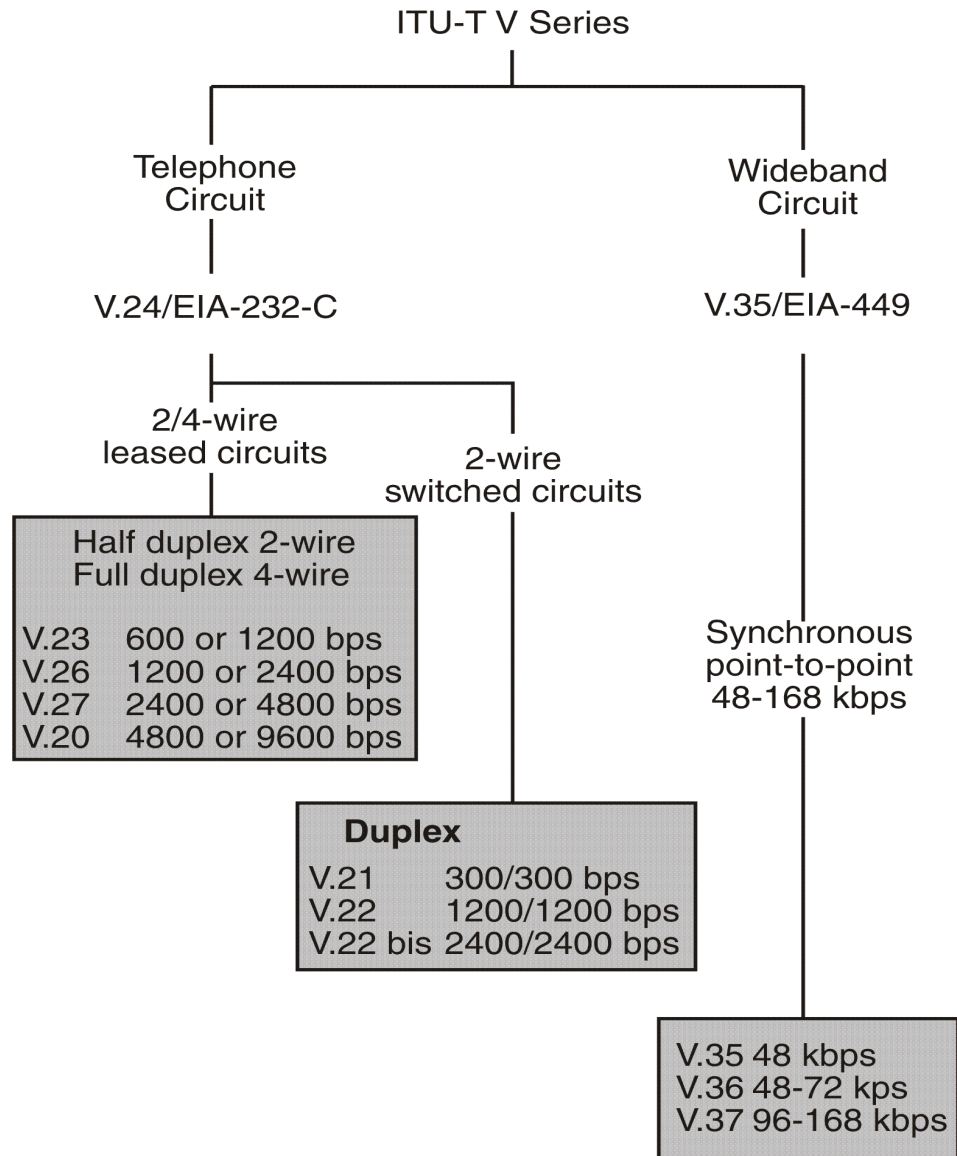 ITU-T V Series
Telephone
Circuit
Wideband
Circuit
V.24/EIA-232-C
V.35/EIA-449
2/4-wire
leased circuits
2-wire
switched circuits
Half duplex 2-wire
Full duplex 4-wire
V.23 600 or 1200 bps
V.26 1200 or 2400 bps
V.27 2400 or 4800 bps
V.20 4800 or 9600 bps
Synchronous
point-to-point
48-168 kbps
Duplex
V.21 300/300 bps
V.22 1200/1200 bps
V.22 bis 2400/2400 bps
V.35 48 kbps
V.36 48-72 kps
V.37 96-168 kbps